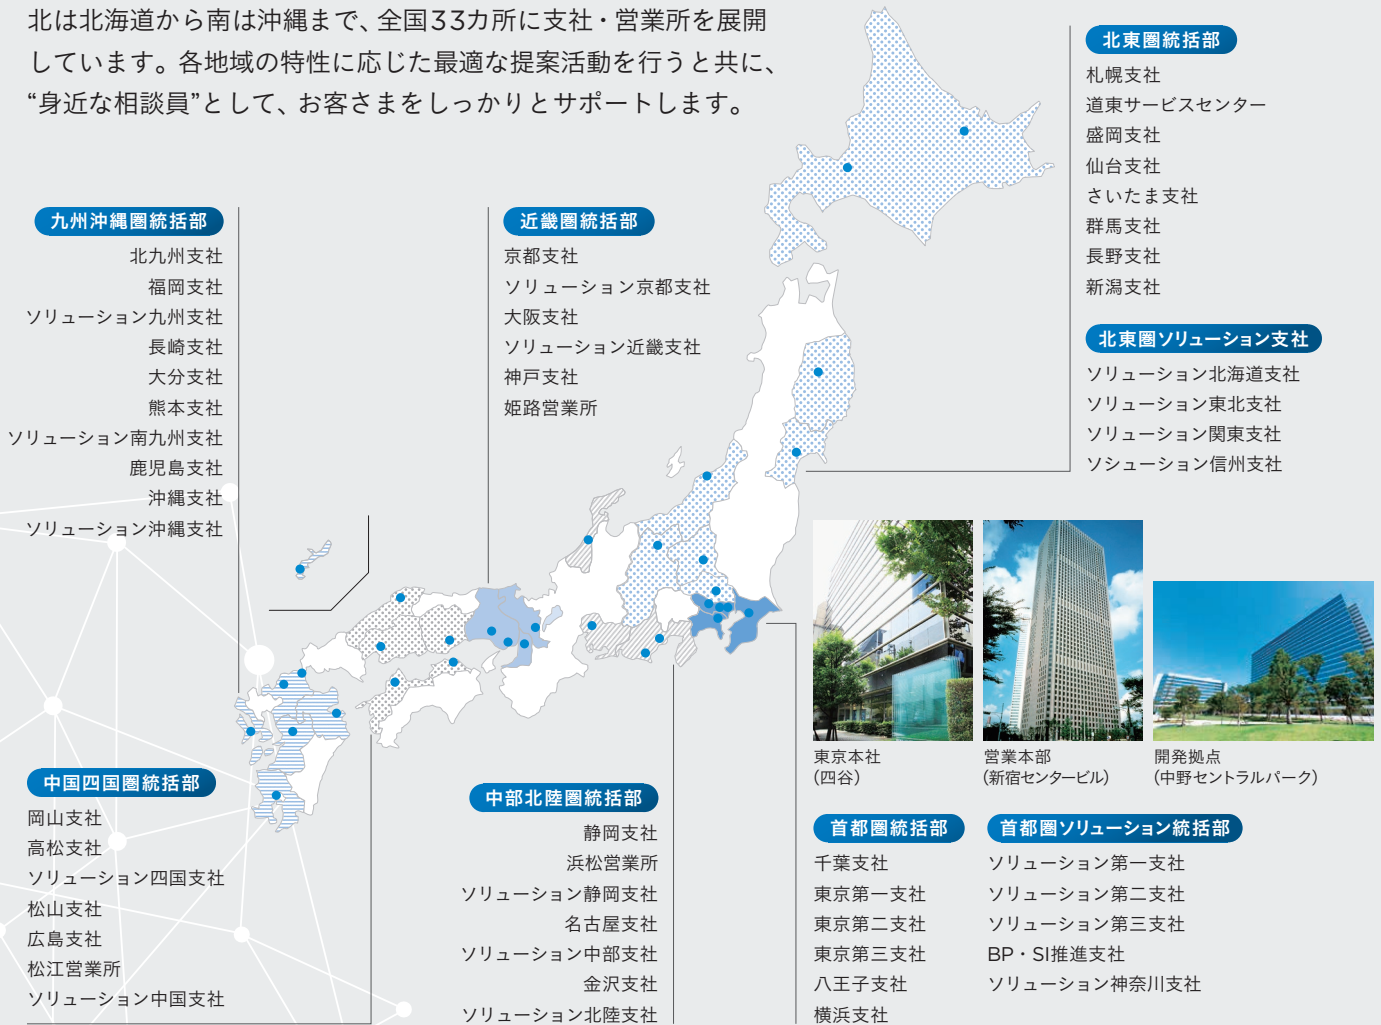 北は北海道から南は沖縄まで、全国33カ所に支社・営業所を展開
しています。各地域の特性に応じた最適な提案活動を行うと共に、
“身近な相談員”として、お客さまをしっかりとサポートします。
北東圏統括部
札幌支社
道東サービスセンター
盛岡支社
仙台支社
さいたま支社
群馬支社
長野支社
新潟支社
北東圏ソリューション支社
ソリューション北海道支社
ソリューション東北支社
ソリューション関東支社
ソシューション信州支社
九州沖縄圏統括部
北九州支社
福岡支社
ソリューション九州支社
長崎支社
大分支社
熊本支社
ソリューション南九州支社
鹿児島支社
沖縄支社
ソリューション沖縄支社
近畿圏統括部
京都支社
ソリューション京都支社
大阪支社
ソリューション近畿支社
神戸支社
姫路営業所
東京本社
(四谷)
営業本部
(新宿センタービル)
開発拠点
(中野セントラルパーク)
中国四国圏統括部
岡山支社
高松支社
ソリューション四国支社
松山支社
広島支社
松江営業所
ソリューション中国支社
中部北陸圏統括部
静岡支社
浜松営業所
ソリューション静岡支社
名古屋支社
ソリューション中部支社
金沢支社
ソリューション北陸支社
首都圏統括部
千葉支社
東京第一支社
東京第二支社
東京第三支社
八王子支社
横浜支社
首都圏ソリューション統括部
ソリューション第一支社
ソリューション第二支社
ソリューション第三支社
BP・SI推進支社
ソリューション神奈川支社